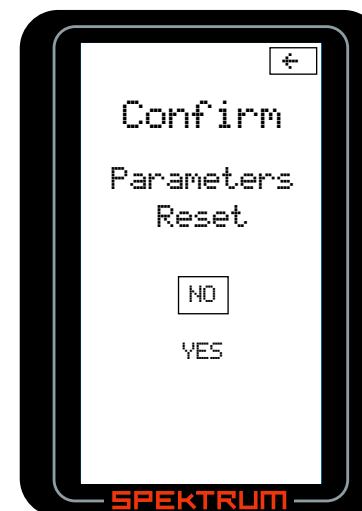 ←
Confirm
Parameters
Reset
NO
YES
SPEKTRUM